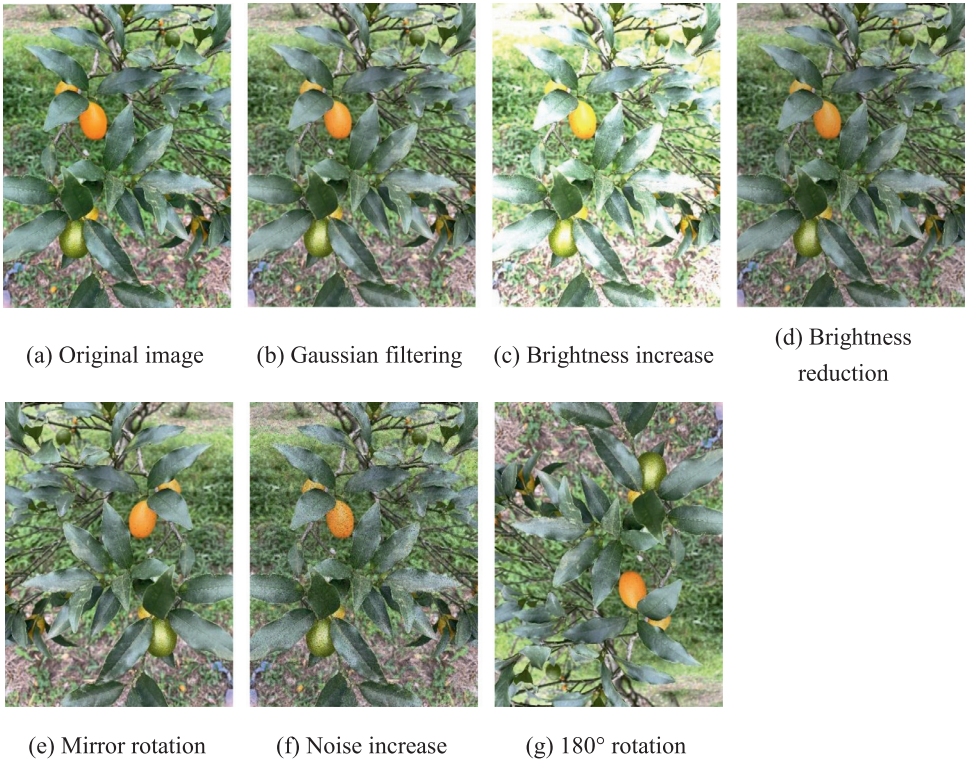 (a) Original image
(b) Gaussian filtering
(c) Brightness increase
(d) Brightness
reduction
(e) Mirror rotation
(f) Noise increase
(g) 180° rotation